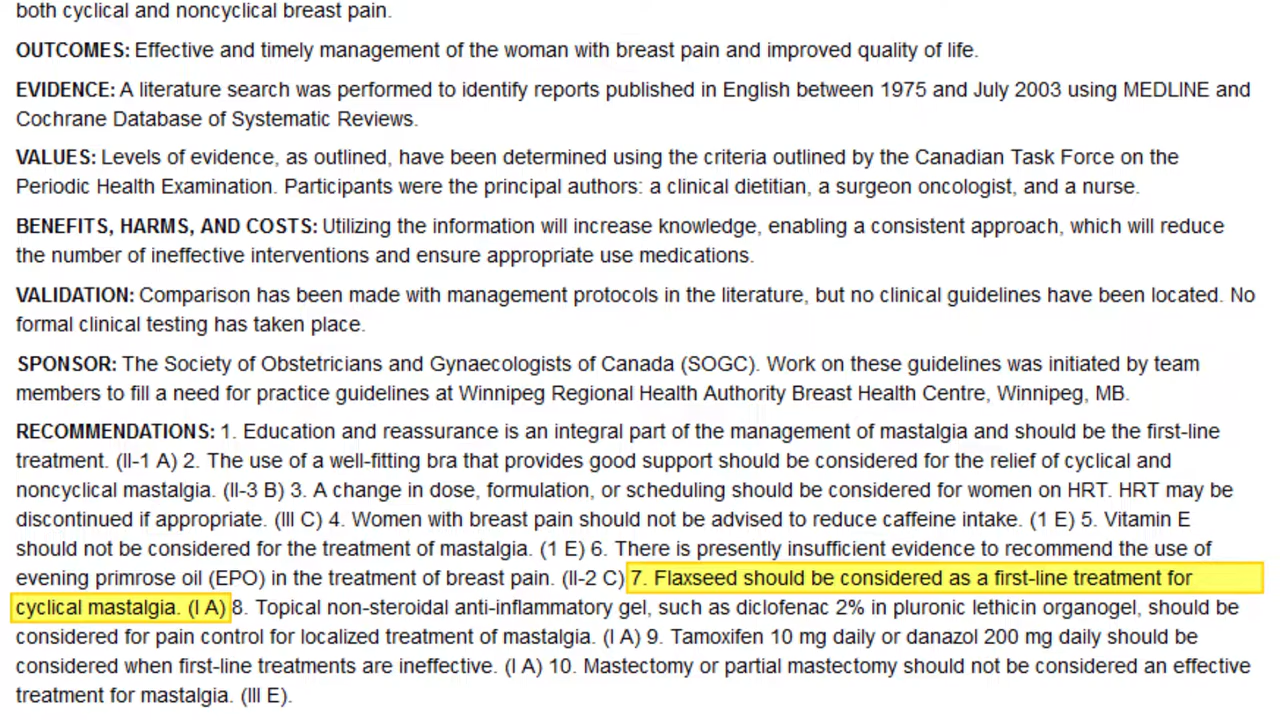 both cyclical and noncyclical breast pain.
OUTCOMES: Effective and timely management of the woman with breast pain and improved quality of life.
EVIDENCE: A literature search was performed to identify reports published in English between 1975 and July 2003 using MEDLINE and
Cochrane Database of Systematic Reviews.
VALUES: Levels of evidence, as outlined, have been determined using the criteria outlined by the Canadian Task Force on the
Periodic Health Examination. Participants were the principal authors: a clinical dietitian, a surgeon oncologist, and a nurse.
BENEFITS, HARMS, AND COSTS: Utilizing the information will increase knowledge, enabling a consistent approach, which will reduce
the number of ineffective interventions and ensure appropriate use medications.
VALIDATION: Comparison has been made with management protocols in the literature, but no clinical guidelines have been located. No
formal clinical testing has taken place.
SPONSOR: The Society of Obstetricians and Gynaecologists of Canada (SOGC). Work on these guidelines was initiated by team
members to fill a need for practice guidelines at Winnipeg Regional Health Authority Breast Health Centre, Winnipeg, MB.
RECOMMENDATIONS: 1. Education and reassurance is an integral part of the management of mastalgia and should be the first-line
treatment. (II-1 A) 2. The use of a well-fitting bra that provides good support should be considered for the relief of cyclical and
noncyclical mastalgia. (II-3 B) 3. A change in dose, formulation, or scheduling should be considered for women on HRT. HRT may be
discontinued if appropriate. (III C) 4. Women with breast pain should not be advised to reduce caffeine intake. (1 E) 5. Vitamin E
should not be considered for the treatment of mastalgia. (1 E) 6. There is presently insufficient evidence to recommend the use of
evening primrose oil (EPO) in the treatment of breast pain. (II-2 C) 7. Flaxseed should be considered as a first-line treatment for
cyclical mastalgia. (I A) 8. Topical non-steroidal anti-inflammatory gel, such as diclofenac 2% in pluronic lethicin organogel, should be
considered for pain control for localized treatment of mastalgia. (I A) 9. Tamoxifen 10 mg daily or danazol 200 mg daily should be
considered when first-line treatments are ineffective. (I A) 10. Mastectomy or partial mastectomy should not be considered an effective
treatment for mastalgia. (III E).